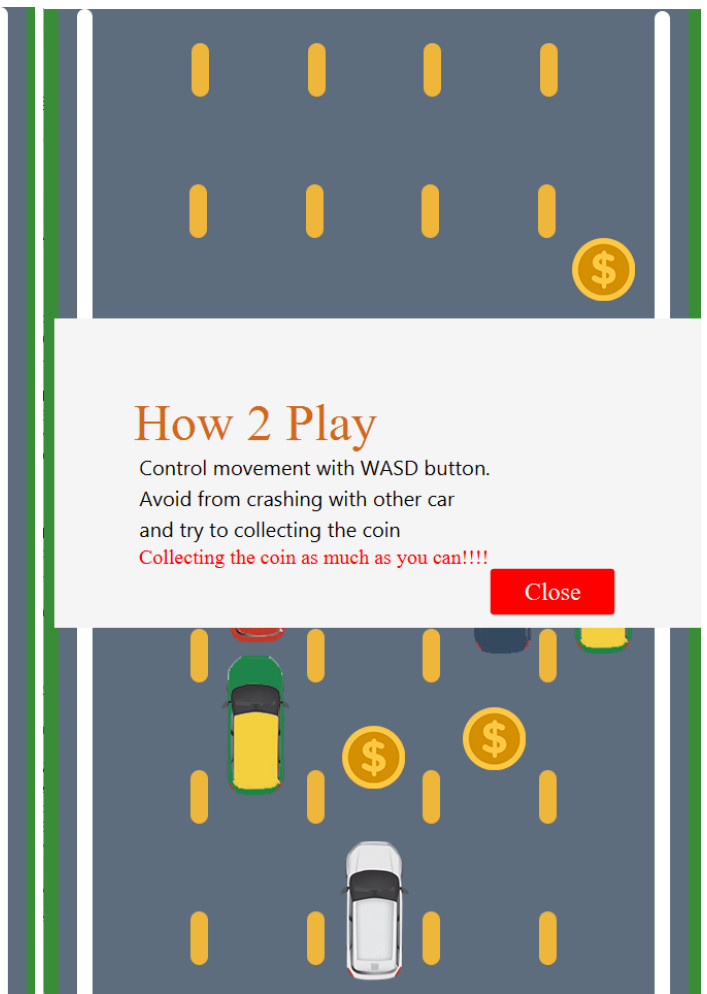 $
How 2 Play
Control movement with WASD button.
Avoid from crashing with other car
and try to collecting the coin
Collecting the coin as much as you can!!!!
Close
$
$